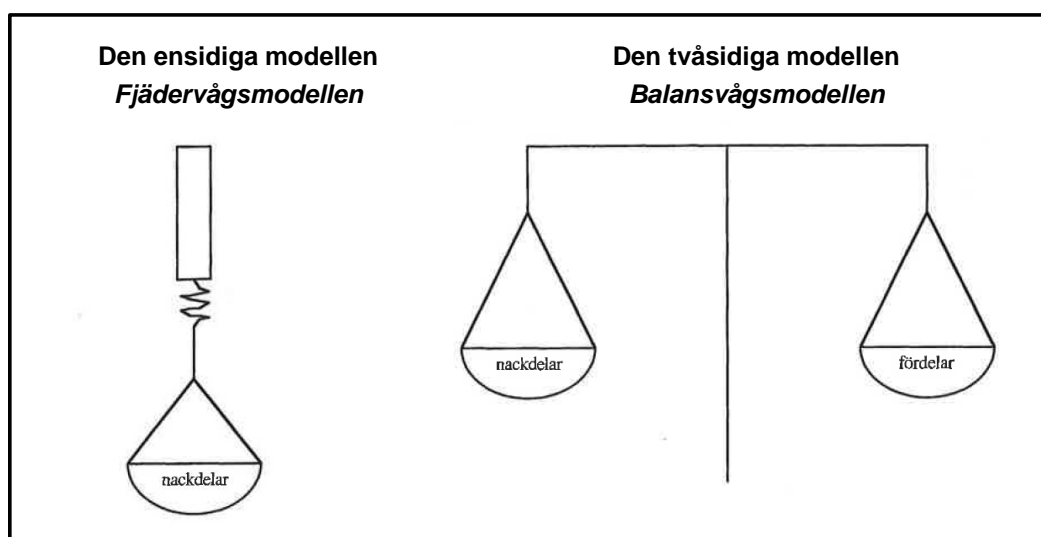 Den ensidiga modellen
Fjädervågsmodellen
nackdelar
Den tvåsidiga modellen
Balansvågsmodellen
nackdelar
fördelar